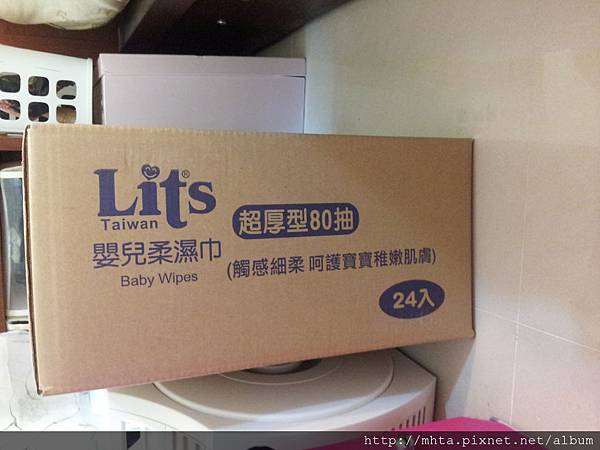 Lits®
Taiwan
嬰兒柔濕巾
Baby Wipes
超厚型80抽
(觸感細柔 呵護寶寶稚嫩肌膚)
24入
http://mhta.pixnet.net/album